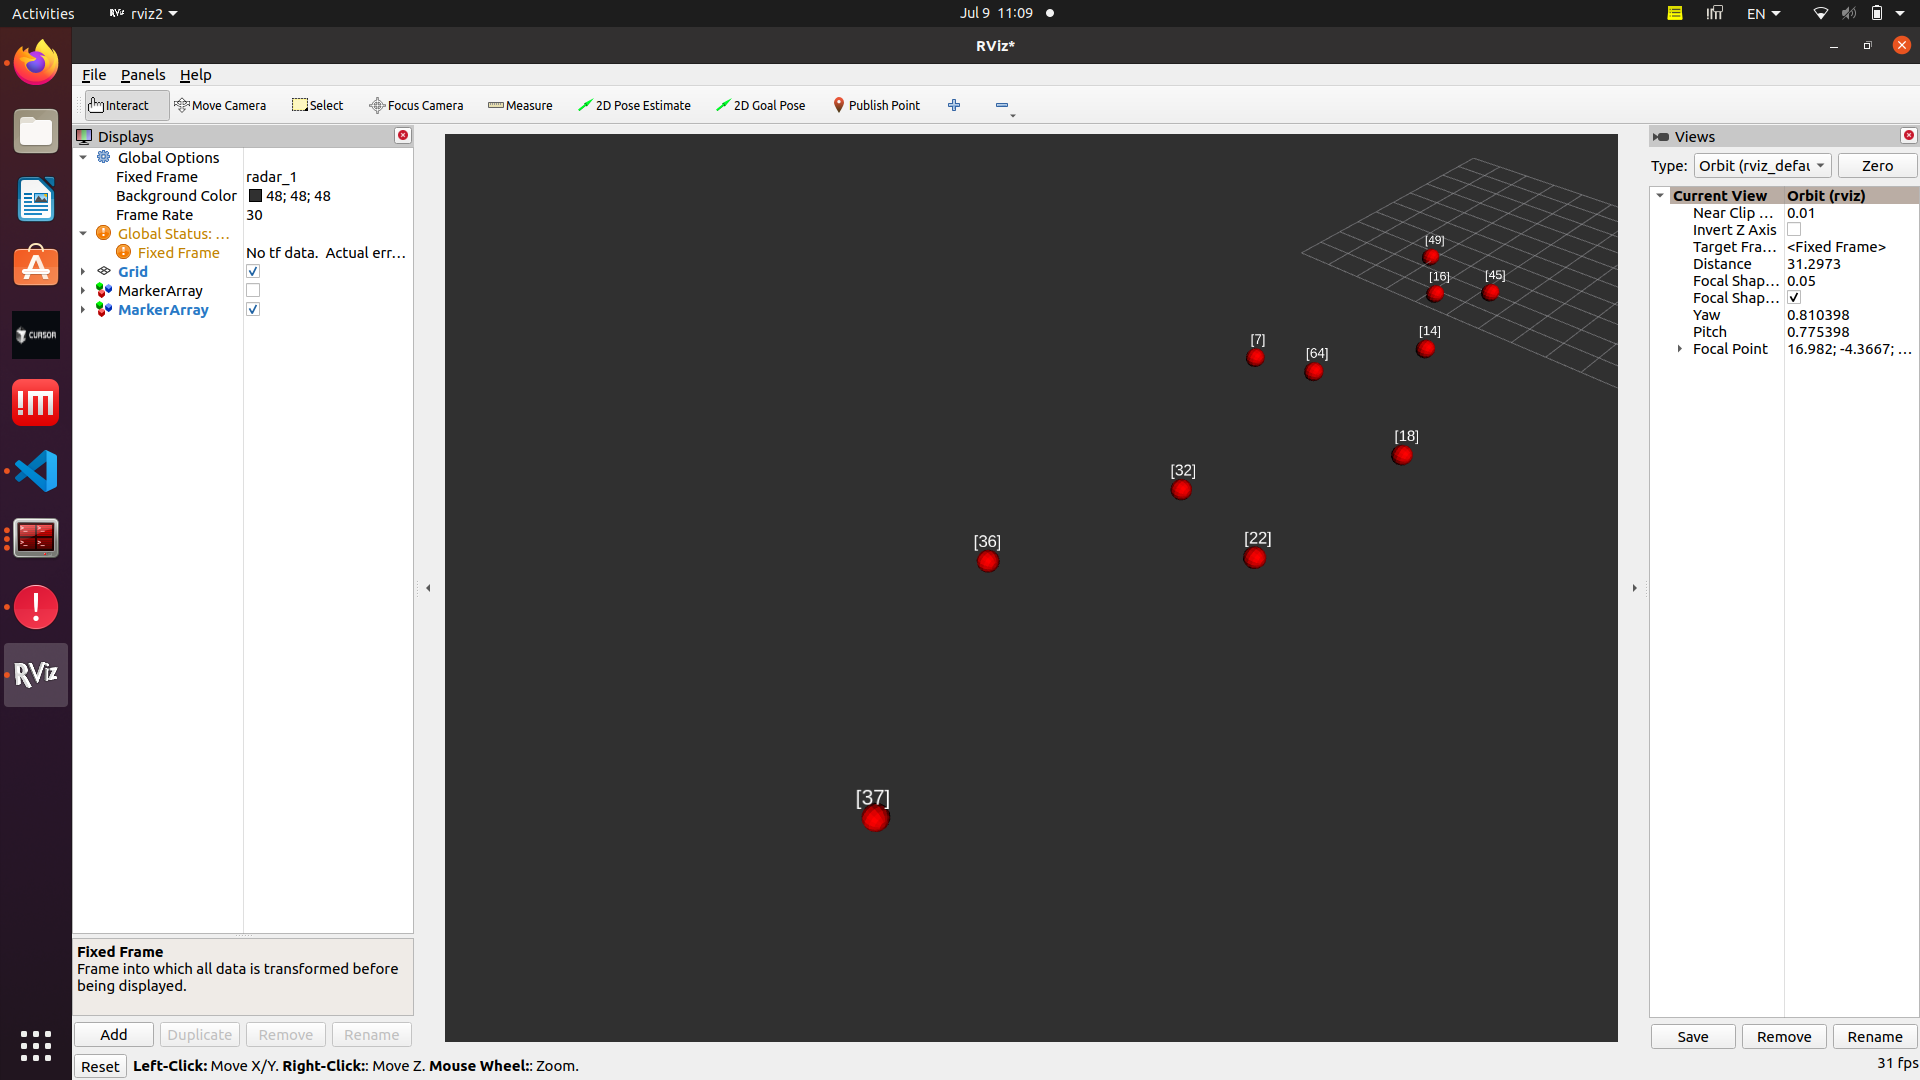 Activities
RViz rviz2
Jul 9 11:09
EN
RViz*
File Panels Help
Interact Move Camera Select Focus Camera Measure 2D Pose Estimate 2D Goal Pose Publish Point
Displays
Global Options
Fixed Frame radar_1
Background Color 48; 48; 48
Frame Rate 30
Global Status: ...
Fixed Frame No tf data. Actual err...
Grid
MarkerArray
MarkerArray
Fixed Frame
Frame into which all data is transformed before
being displayed.
Add Duplicate Remove Rename
Reset Left-Click: Move X/Y. Right-Click:: Move Z. Mouse Wheel:: Zoom.
CURSOR
RViz
[49]
[16]
[45]
[14]
[7]
[64]
[18]
[32]
[22]
[36]
[37]
Views
Type: Orbit (rviz_defau Zero
Current View Orbit (rviz)
Near Clip ... 0.01
Invert Z Axis
Target Fra... <Fixed Frame>
Distance 31.2973
Focal Shap... 0.05
Focal Shap...
Yaw 0.810398
Pitch 0.775398
Focal Point 16.982; -4.3667; ...
Save Remove Rename
31 fps